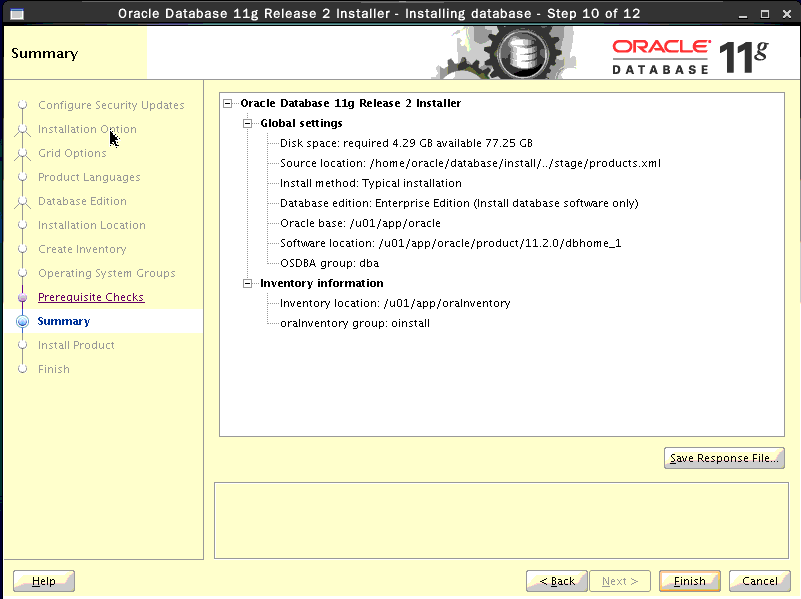 Oracle Database 11g Release 2 Installer - Installing database - Step 10 of 12
Summary
ORACLE
DATABASE
11g
Configure Security Updates
Installation Option
Grid Options
Product Languages
Database Edition
Installation Location
Create Inventory
Operating System Groups
Prerequisite Checks
Summary
Install Product
Finish
Oracle Database 11g Release 2 Installer
Global settings
Disk space: required 4.29 GB available 77.25 GB
Source location: /home/oracle/database/install/../stage/products.xml
Install method: Typical installation
Database edition: Enterprise Edition (Install database software only)
Oracle base: /u01/app/oracle
Software location: /u01/app/oracle/product/11.2.0/dbhome_1
OSDBA group: dba
Inventory information
Inventory location: /u01/app/oraInventory
oraInventory group: oinstall
Save Response File...
Help
< Back
Next >
Finish
Cancel